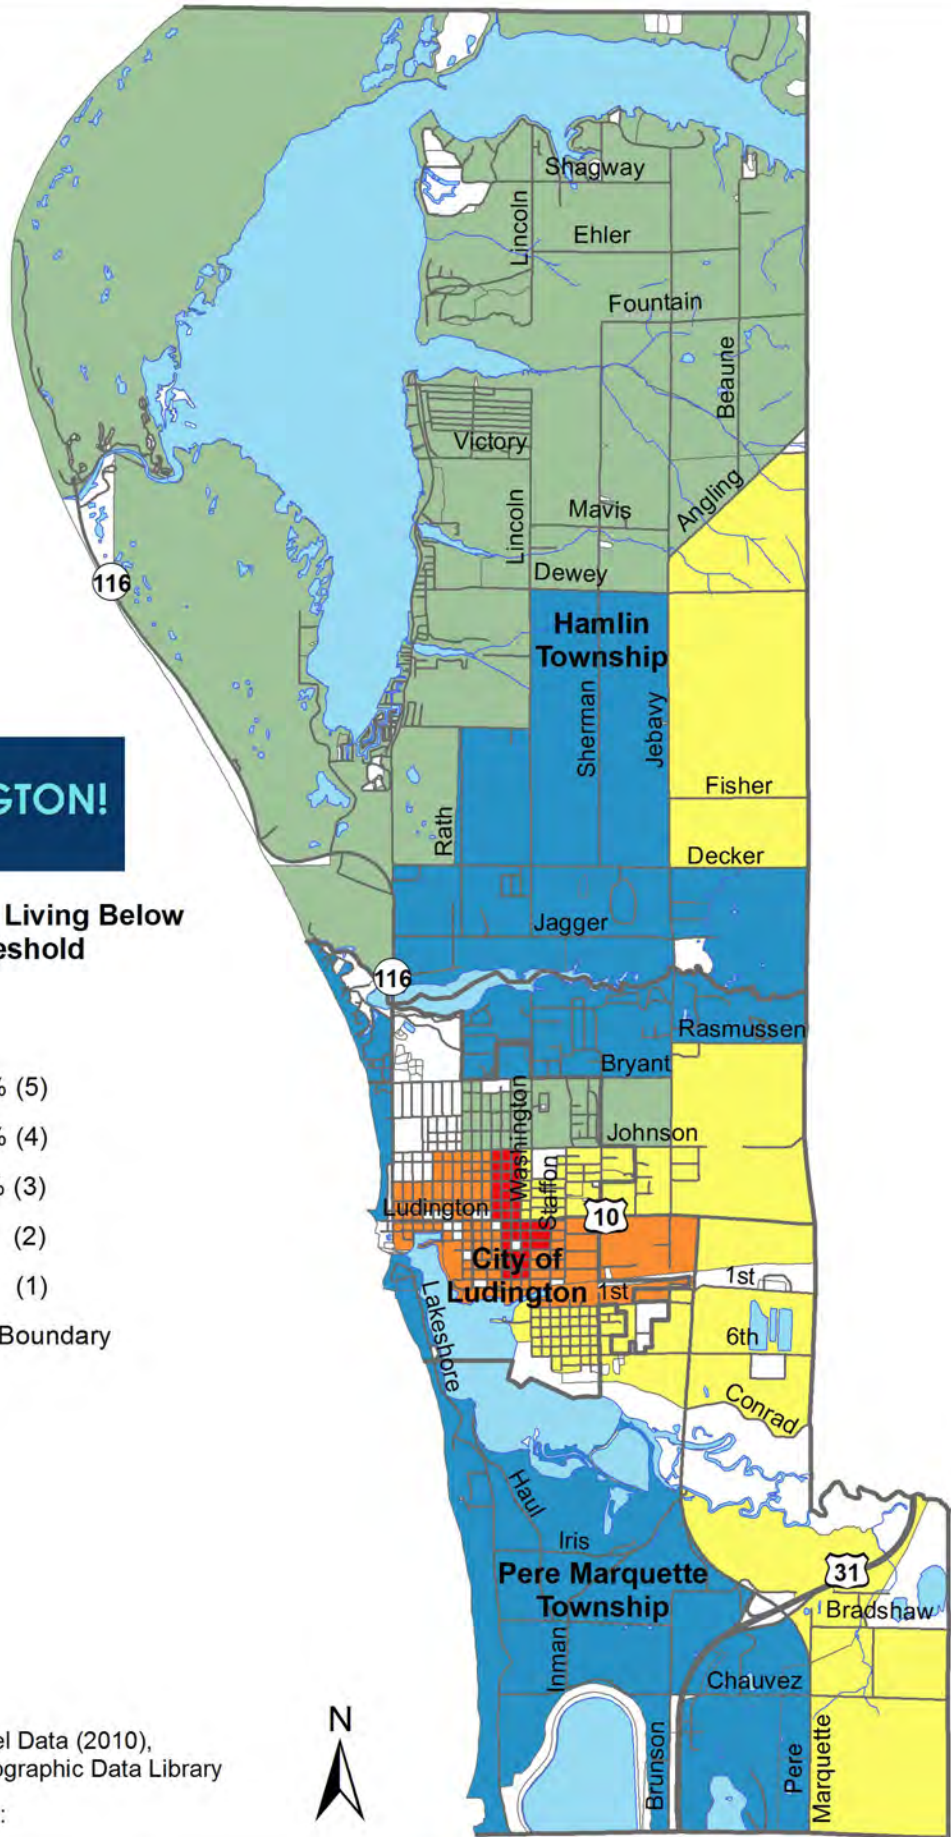 Shagway
Lincoln
Ehler
Fountain
Beaune
Victory
Angling
Mavis
Lincoln
Dewey
116
Hamlin
Township
Sherman
Jebavy
GTON!
Fisher
Rath
Decker
Living Below
eshold
Jagger
116
Rasmussen
Bryant
% (5)
Washington
Johnson
% (4)
Staffon
% (3)
Ludington
10
(2)
City of
Ludington
1st
1st
(1)
Lakeshore
6th
Boundary
Conrad
Haul
Iris
31
Pere Marquette
Township
Bradshaw
Inman
Chauvez
N
el Data (2010),
ographic Data Library
Brunson
Pere
Marquette
: